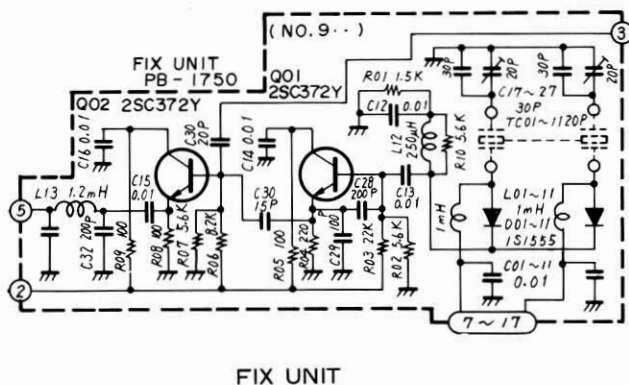 (NO.9··)
3
FIX UNIT
PB-1750
Q01
2SC372Y
Q02 2SC372Y
R01 1.5K
C12 0.01
30P
20P
30P
20P
C17~27
30P
TC01~11 20P
C16 0.01
C30
20P
C14 0.01
L12
250μH
R10 5.6K
L13 1.2mH
C15
0.01
C30
15P
C28
200P
C13
0.01
5
C32 200P
R09 100
R08 100
R07 5.6K
R06 8.2K
R05 100
R04 220
C29 100P
R03 22K
R02 5.6K
1mH
L01~11
1mH
D01~11
1S1555
C01~11
0.01
2
7~17
FIX UNIT